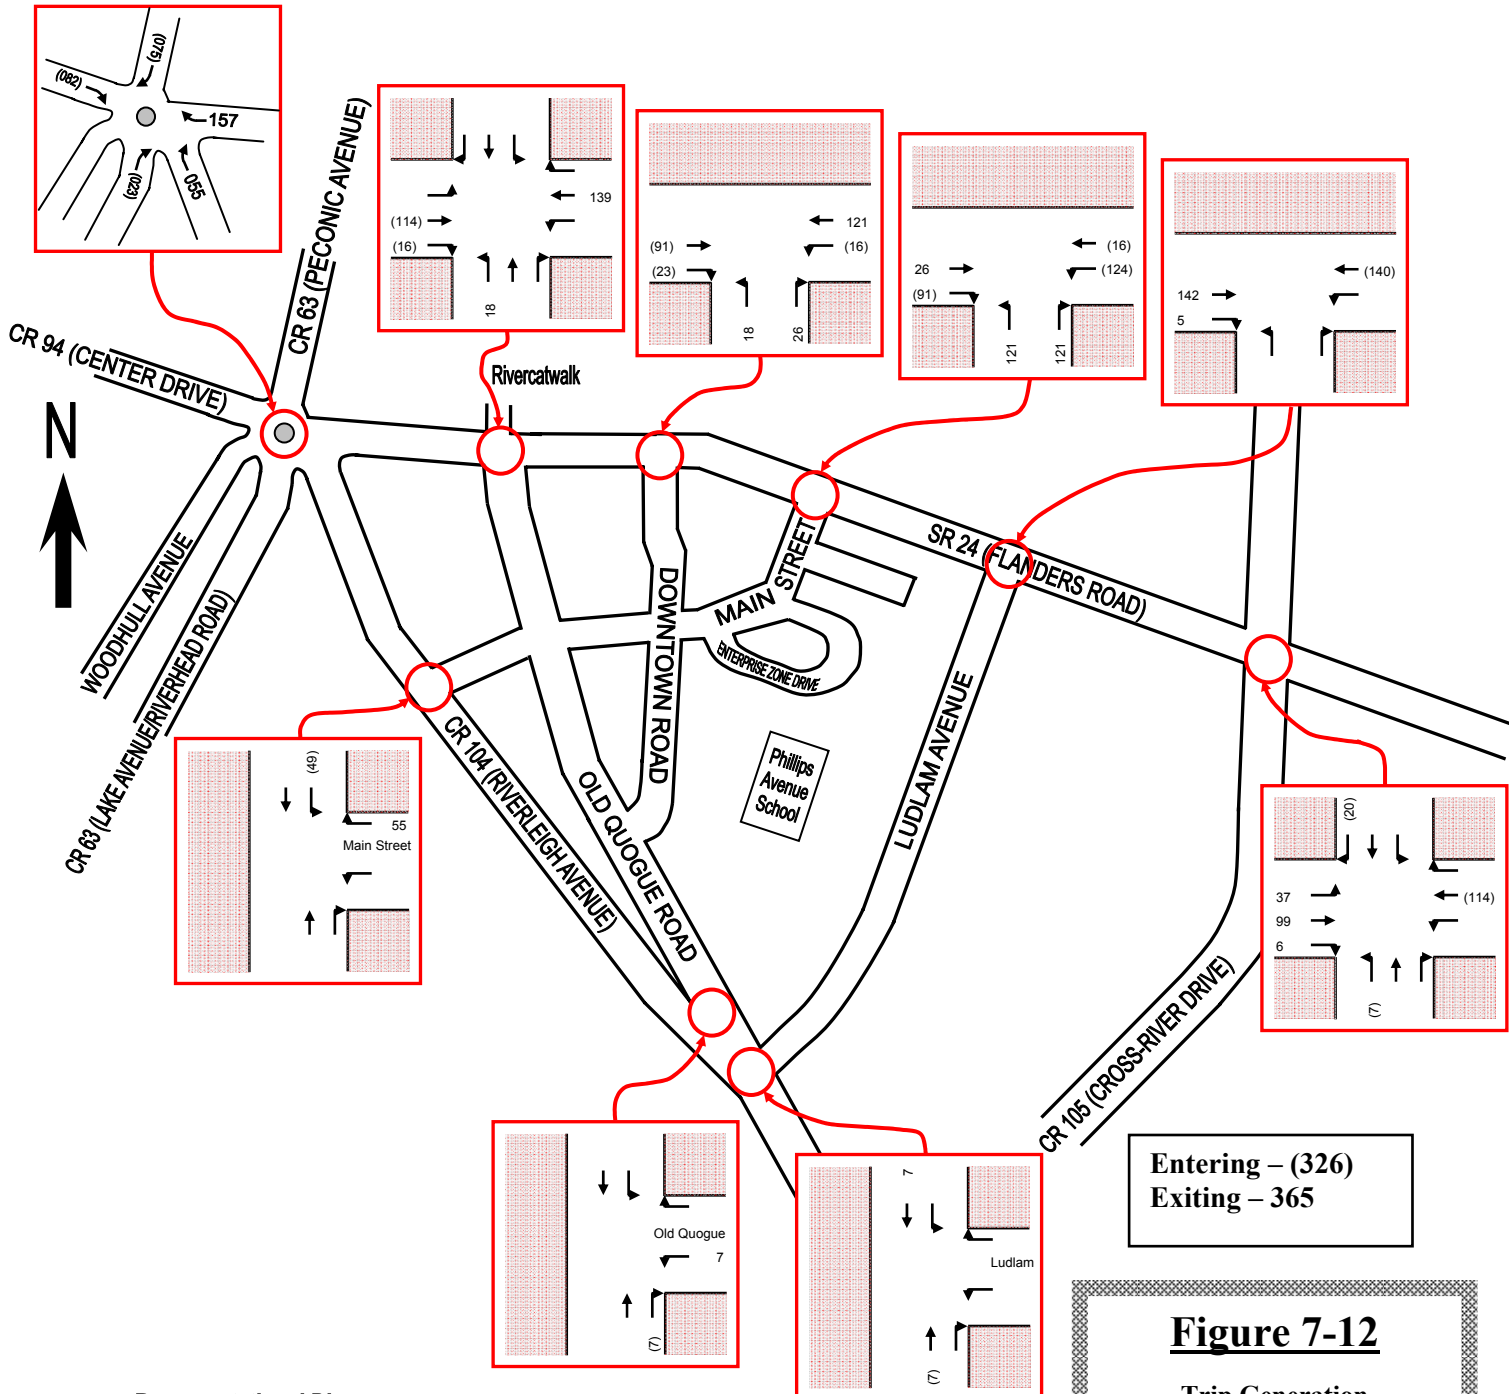 (075)
(082)
157
(023)
055
CR 63 (PECONIC AVENUE)
139
(114)
(16)
18
121
(16)
(91)
(23)
18
26
(16)
(124)
26
(91)
121
121
(140)
142
5
CR 94 (CENTER DRIVE)
Rivercatwalk
N
SR 24 (FLANDERS ROAD)
WOODHULL AVENUE
CR 63 (LAKE AVENUE/RIVERHEAD ROAD)
MAIN STREET
ENTERPRISE ZONE DRIVE
DOWNTOWN ROAD
LUDLAM AVENUE
Phillips
Avenue
School
CR 104 (RIVERLEIGH AVENUE)
OLD QUOGUE ROAD
CR 105 (CROSS-RIVER DRIVE)
(49)
55
Main Street
(20)
37
99
6
(114)
(7)
Old Quogue
7
(7)
7
Ludlam
(7)
Entering – (326)
Exiting – 365
Figure 7-12
Trip Generation